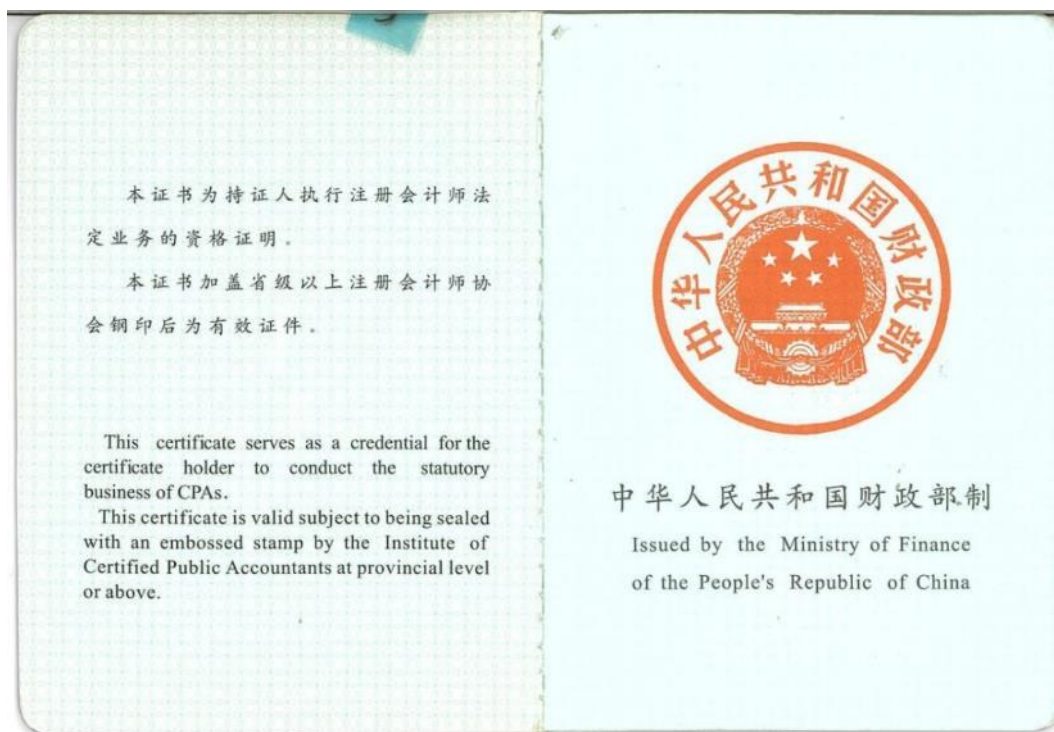 本证书为持证人执行注册会计师法
定业务的资格证明。
本证书加盖省级以上注册会计师协
会钢印后为有效证件。
This certificate serves as a credential for the
certificate holder to conduct the statutory
business of CPAs.
This certificate is valid subject to being sealed
with an embossed stamp by the Institute of
Certified Public Accountants at provincial level
or above.
中华人民共和国财政部
中华人民共和国财政部制
Issued by the Ministry of Finance
of the People's Republic of China